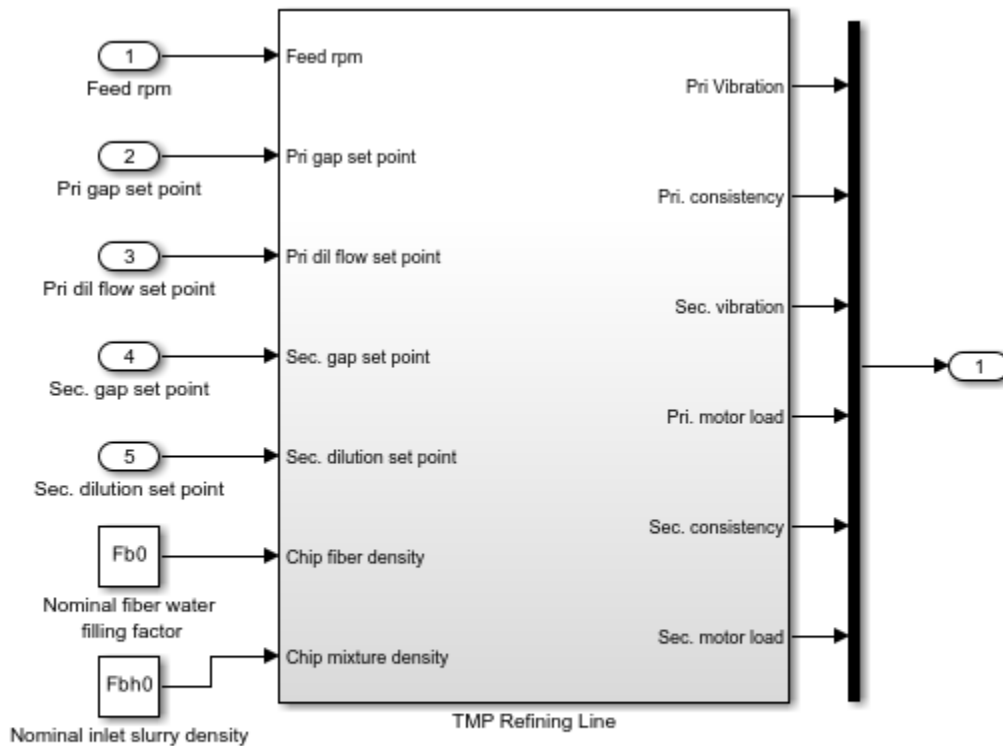 1
Feed rpm
2
Pri gap set point
3
Pri dil flow set point
4
Sec. gap set point
5
Sec. dilution set point
Fb0
Nominal fiber water
filling factor
Fbh0
Nominal inlet slurry density
Feed rpm
Pri gap set point
Pri dil flow set point
Sec. gap set point
Sec. dilution set point
Chip fiber density
Chip mixture density
Pri Vibration
Pri. consistency
Sec. vibration
Pri. motor load
Sec. consistency
Sec. motor load
TMP Refining Line
1